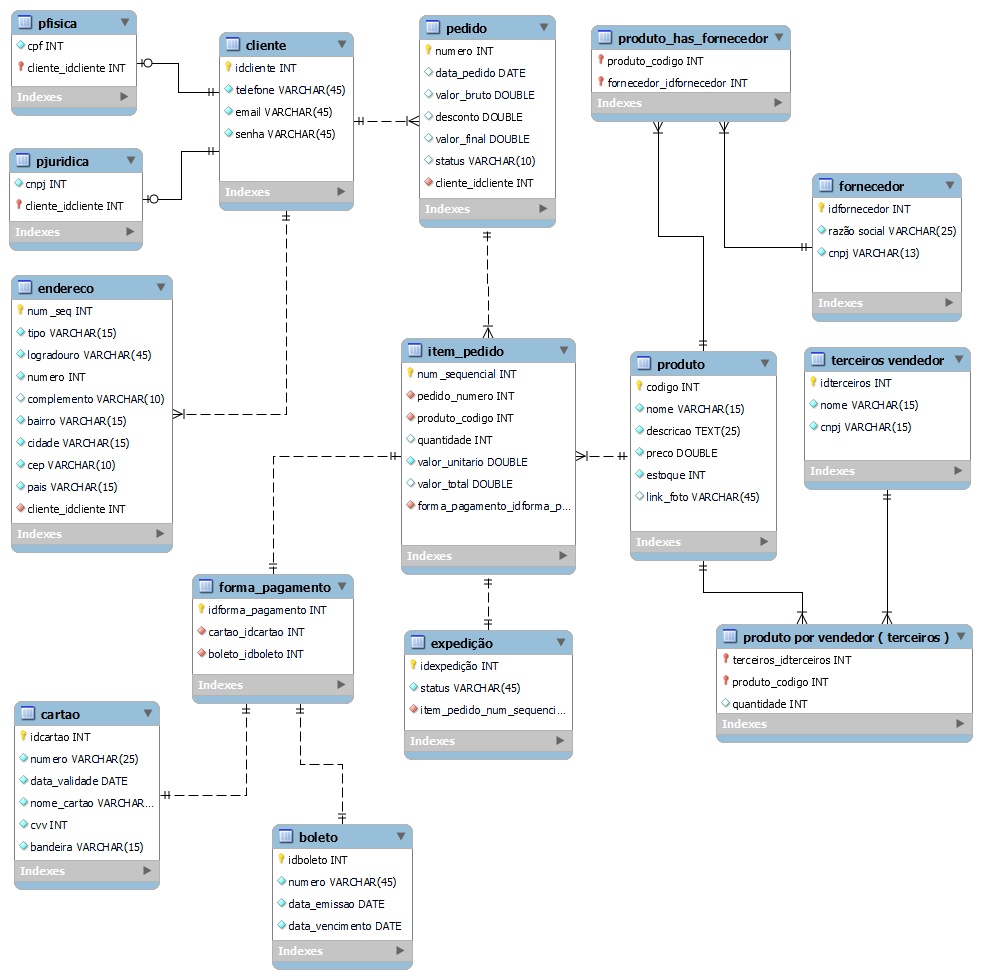 pfisica
cpf INT
cliente_idcliente INT
Indexes
cliente
idcliente INT
telefone VARCHAR(45)
email VARCHAR(45)
senha VARCHAR(45)
Indexes
pedido
numero INT
data_pedido DATE
valor_bruto DOUBLE
desconto DOUBLE
valor_final DOUBLE
status VARCHAR(10)
cliente_idcliente INT
Indexes
produto_has_fornecedor
produto_codigo INT
fornecedor_idfornecedor INT
Indexes
pjuridica
cnpj INT
cliente_idcliente INT
Indexes
fornecedor
idfornecedor INT
razão social VARCHAR(25)
cnpj VARCHAR(13)
Indexes
endereco
num_seq INT
tipo VARCHAR(15)
logradouro VARCHAR(45)
numero INT
complemento VARCHAR(10)
bairro VARCHAR(15)
cidade VARCHAR(15)
cep VARCHAR(10)
pais VARCHAR(15)
cliente_idcliente INT
Indexes
item_pedido
num_sequencial INT
pedido_numero INT
produto_codigo INT
quantidade INT
valor_unitario DOUBLE
valor_total DOUBLE
forma_pagamento_idforma_p...
Indexes
produto
codigo INT
nome VARCHAR(15)
descricao TEXT(25)
preco DOUBLE
estoque INT
link_foto VARCHAR(45)
Indexes
terceiros vendedor
idterceiros INT
nome VARCHAR(15)
cnpj VARCHAR(15)
Indexes
forma_pagamento
idforma_pagamento INT
cartao_idcartao INT
boleto_idboleto INT
Indexes
expedição
idexpedição INT
status VARCHAR(45)
item_pedido_num_sequenci...
Indexes
produto por vendedor ( terceiros )
terceiros_idterceiros INT
produto_codigo INT
quantidade INT
Indexes
cartao
idcartao INT
numero VARCHAR(25)
data_validade DATE
nome_cartao VARCHAR...
cvv INT
bandeira VARCHAR(15)
Indexes
boleto
idboleto INT
numero VARCHAR(45)
data_emissao DATE
data_vencimento DATE
Indexes